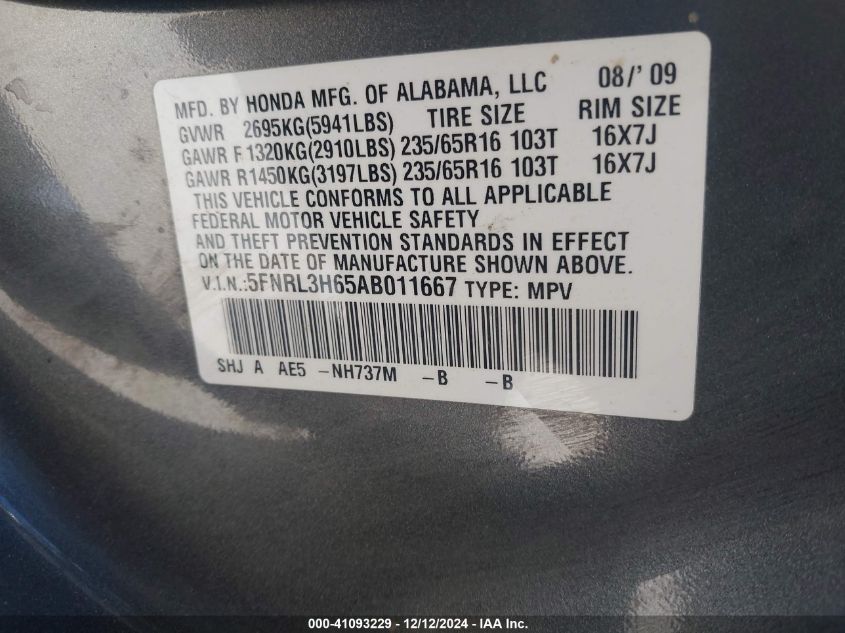 MFD. BY HONDA MFG. OF ALABAMA, LLC 08/'09
GVWR 2695KG(5941LBS) TIRE SIZE RIM SIZE
GAWR F1320KG(2910LBS) 235/65R16 103T 16X7J
GAWR R1450KG(3197LBS) 235/65R16 103T 16X7J
THIS VEHICLE CONFORMS TO ALL APPLICABLE
FEDERAL MOTOR VEHICLE SAFETY
AND THEFT PREVENTION STANDARDS IN EFFECT
ON THE DATE OF MANUFACTURE SHOWN ABOVE.
V.I.N.:5FNRL3H65AB011667 TYPE: MPV
SHJ A AE5 -NH737M -B -B
000-41093229 - 12/12/2024 - IAA Inc.